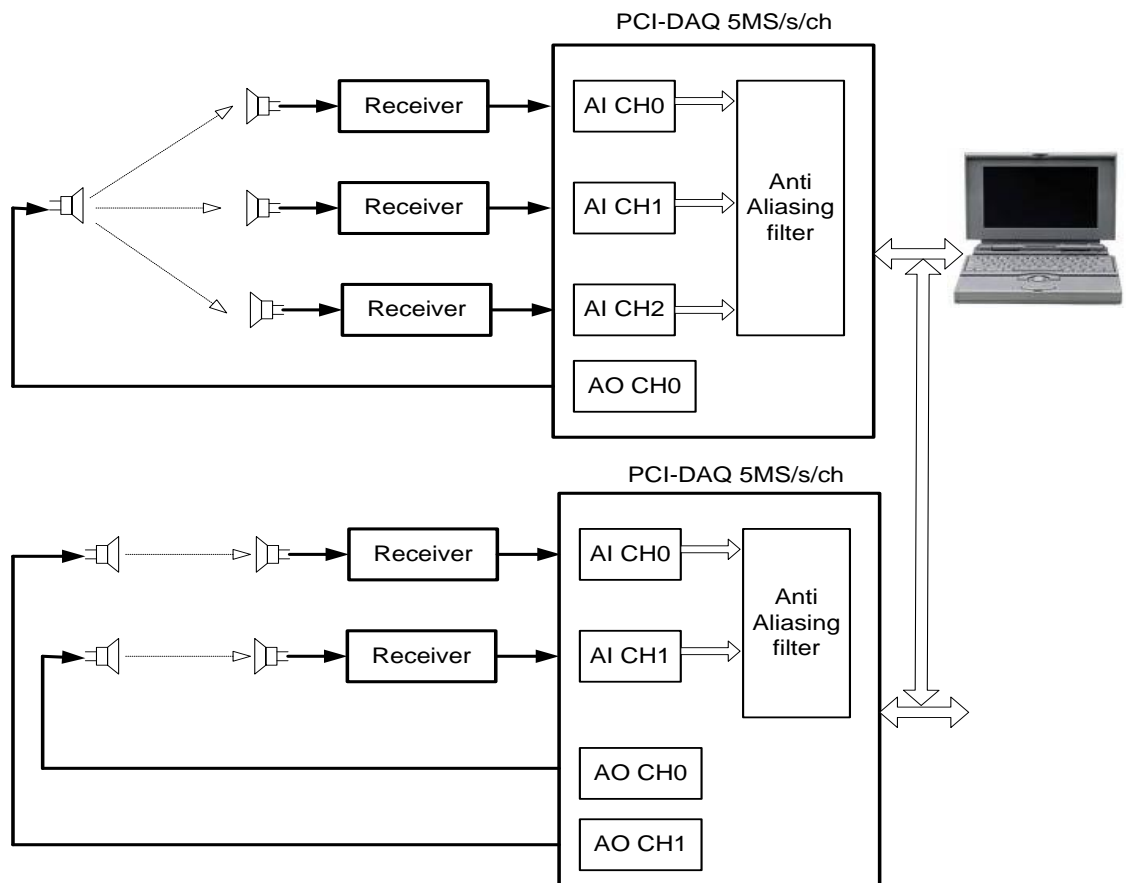 PCI-DAQ 5MS/s/ch
Receiver
AI CH0
Receiver
AI CH1
Receiver
AI CH2
Anti
Aliasing
filter
AO CH0
PCI-DAQ 5MS/s/ch
Receiver
AI CH0
Receiver
AI CH1
Anti
Aliasing
filter
AO CH0
AO CH1